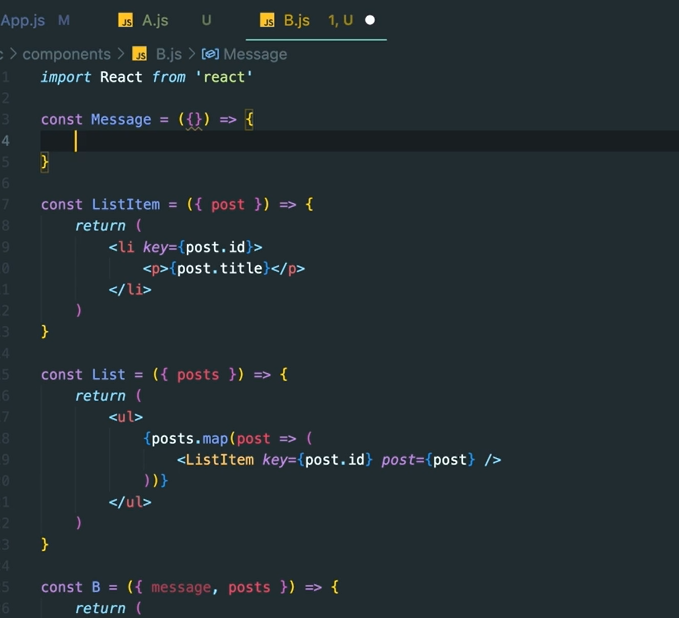 App.js M JS A.js U JS B.js 1, U
c > components > JS B.js > Message
1 import React from 'react'
2
3 const Message = ({}) => {
4
5 }
6
7 const ListItem = ({ post }) => {
8 return (
9 <li key={post.id}>
0 <p>{post.title}</p>
1 </li>
2 )
3 }
4
5 const List = ({ posts }) => {
6 return (
7 <ul>
8 {posts.map(post => (
9 <ListItem key={post.id} post={post} />
0 ))}
1 </ul>
2 )
3 }
4
5 const B = ({ message, posts }) => {
6 return (